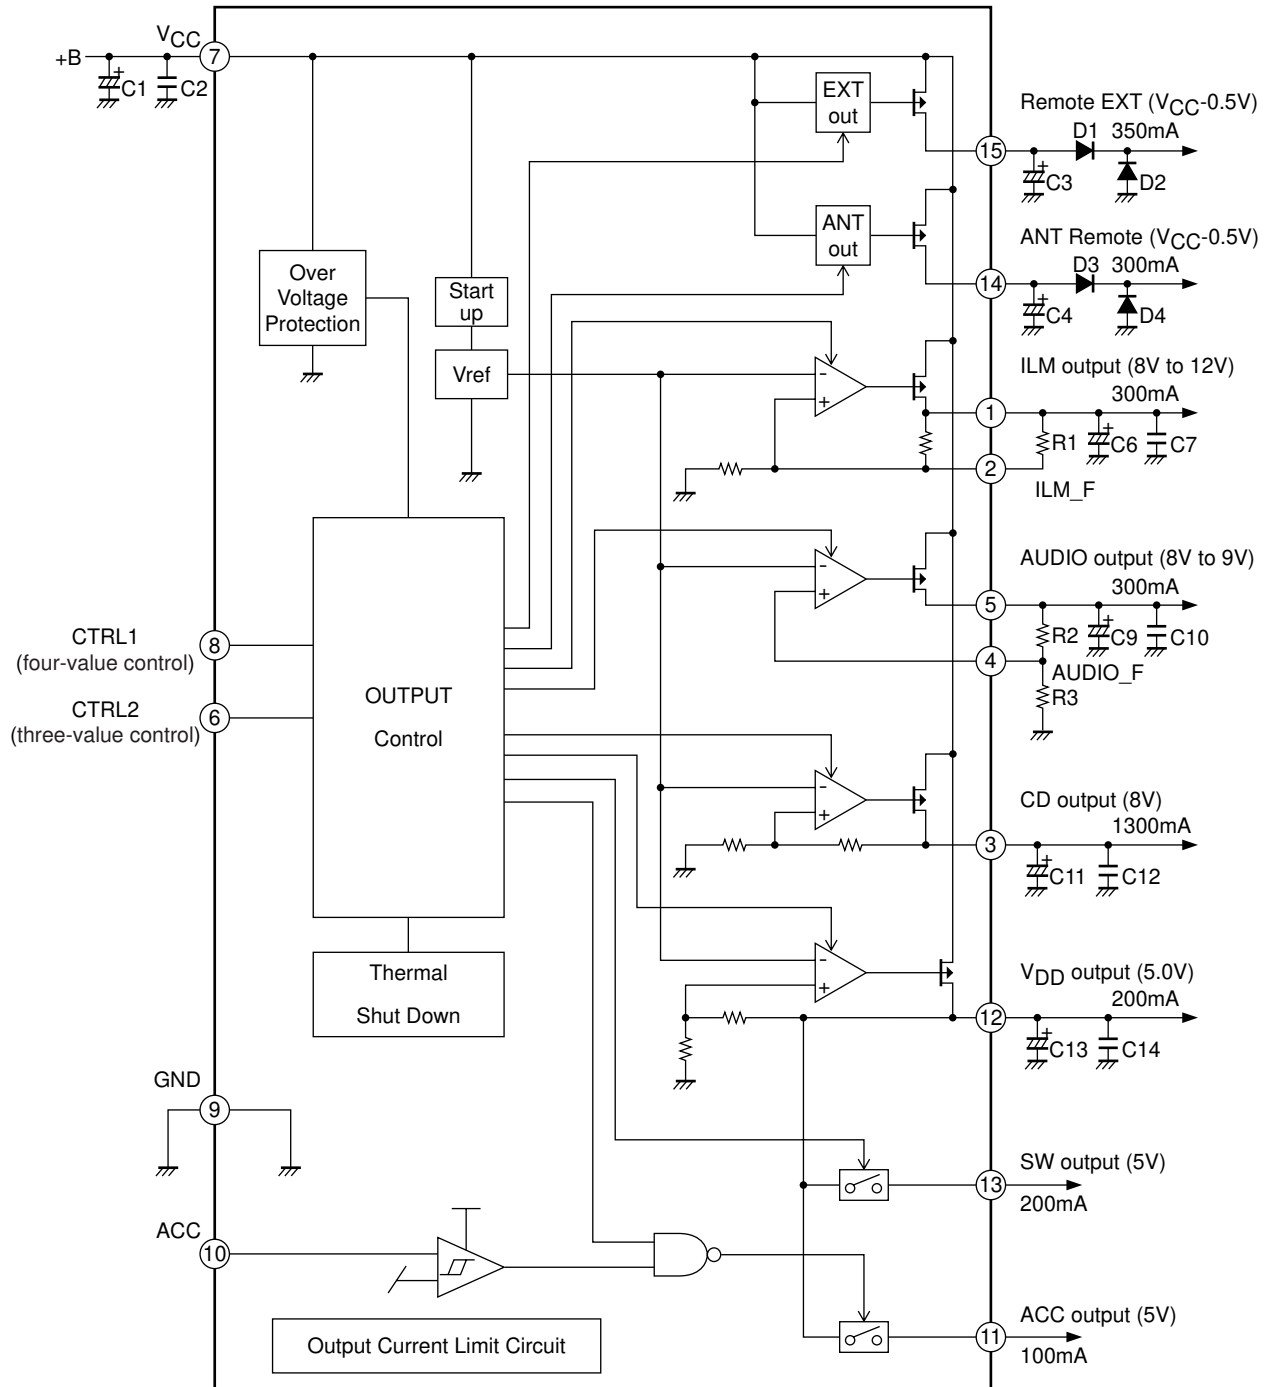 VCC
+B
7
C1
C2
EXT
out
Remote EXT (VCC-0.5V)
D1
350mA
15
C3
D2
ANT
out
ANT Remote (VCC-0.5V)
D3
300mA
14
C4
D4
Over
Voltage
Protection
Start
up
Vref
-
+
ILM output (8V to 12V)
300mA
1
R1
C6
C7
2
ILM_F
-
+
AUDIO output (8V to 9V)
300mA
5
R2
C9
C10
4
AUDIO_F
R3
CTRL1
(four-value control)
8
CTRL2
(three-value control)
6
OUTPUT
Control
-
+
CD output (8V)
1300mA
3
C11
C12
Thermal
Shut Down
-
+
VDD output (5.0V)
200mA
12
C13
C14
GND
9
SW output (5V)
13
200mA
ACC
10
ACC output (5V)
11
100mA
Output Current Limit Circuit